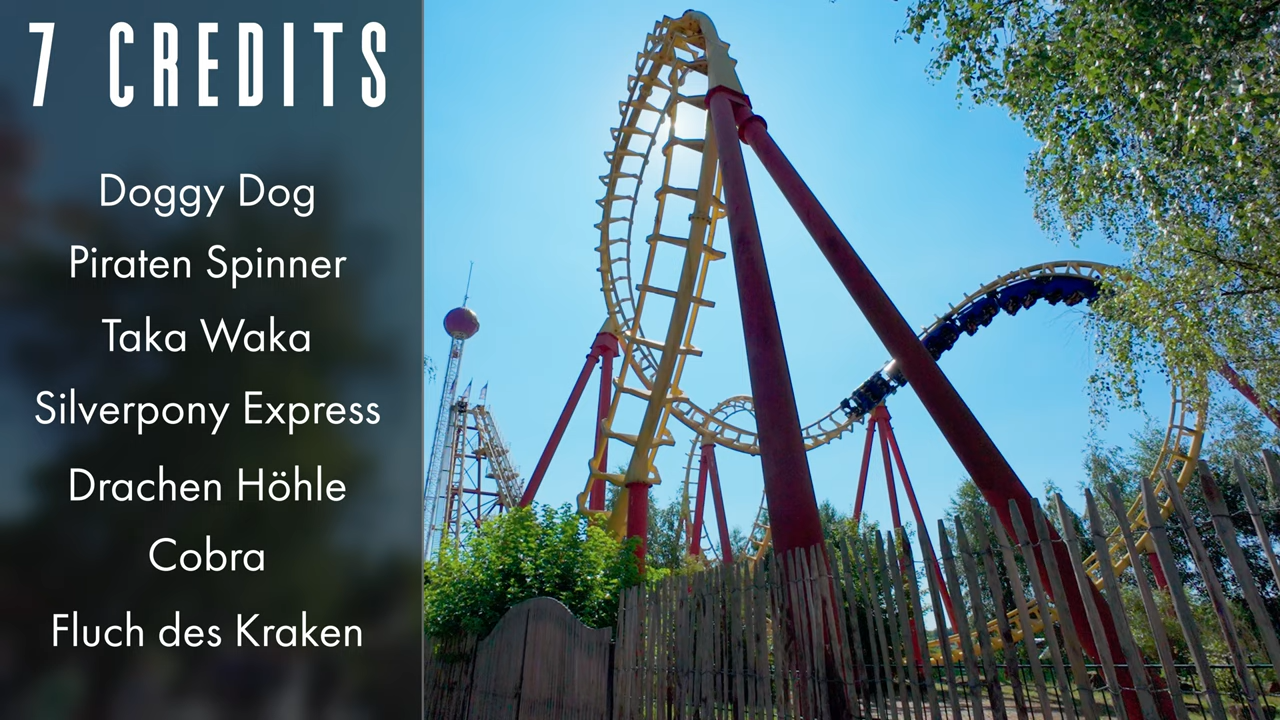 7 CREDITS
Doggy Dog
Piraten Spinner
Taka Waka
Silverpony Express
Drachen Höhle
Cobra
Fluch des Kraken